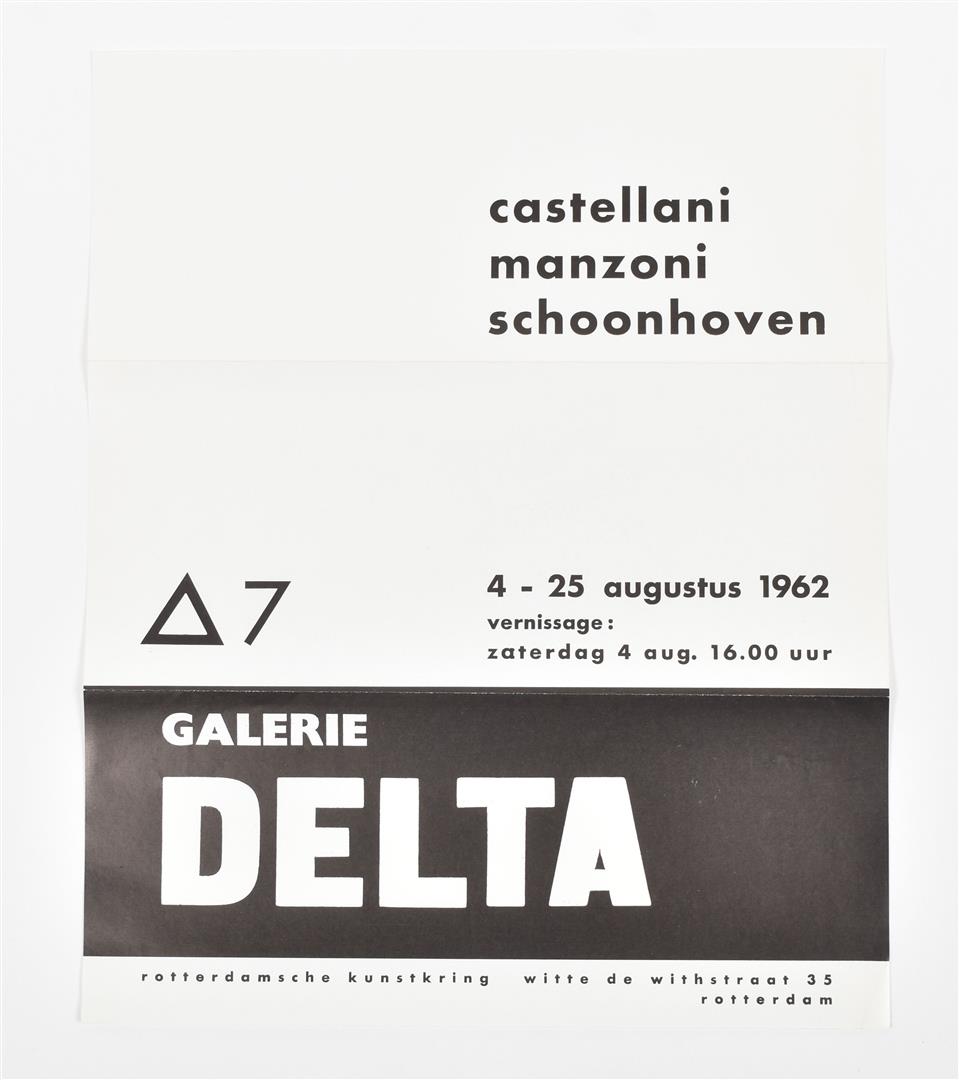 castellani
manzoni
schoonhoven
Δ 7
4 - 25 augustus 1962
vernissage:
zaterdag 4 aug. 16.00 uur
GALERIE
DELTA
rotterdamsche kunstkring witte de withstraat 35
rotterdam